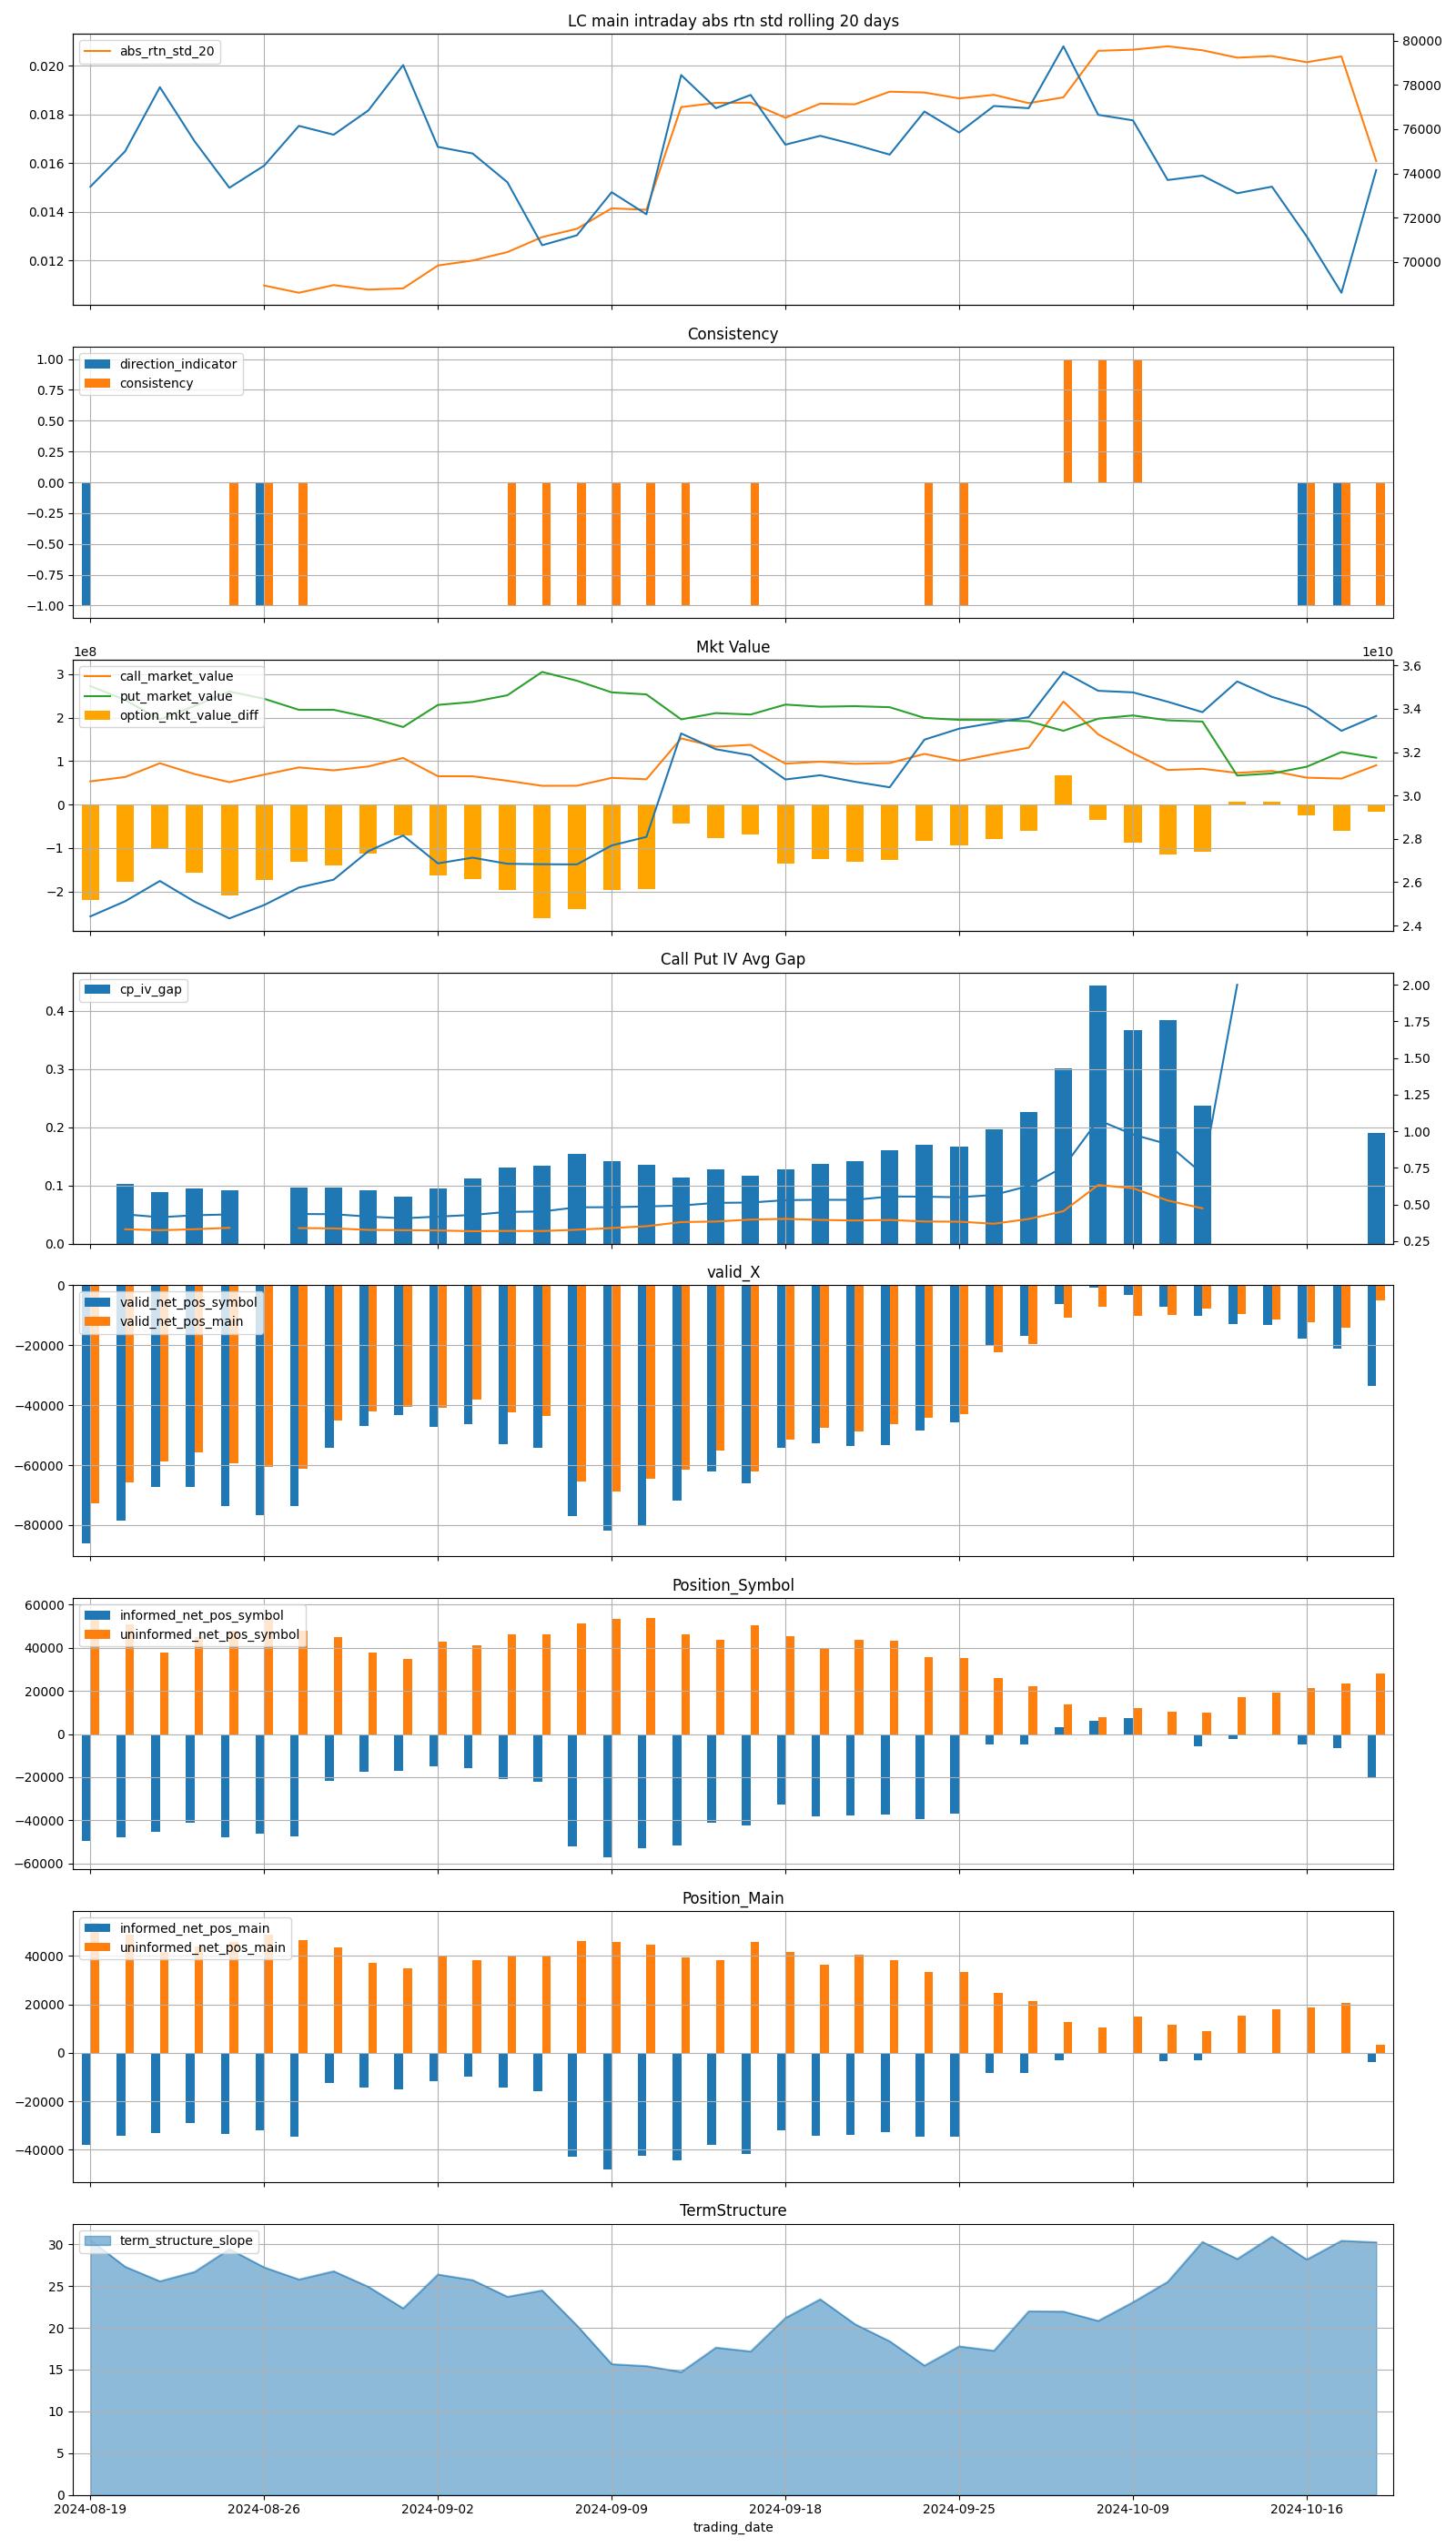 LC main intraday abs rtn std rolling 20 days
abs_rtn_std_20
0.020
0.018
0.016
0.014
0.012
80000
78000
76000
74000
72000
70000
Consistency
direction_indicator
consistency
1.00
0.75
0.50
0.25
0.00
−0.25
−0.50
−0.75
−1.00
Mkt Value
1e8
1e10
call_market_value
put_market_value
option_mkt_value_diff
3
2
1
0
−1
−2
3.6
3.4
3.2
3.0
2.8
2.6
2.4
Call Put IV Avg Gap
cp_iv_gap
0.4
0.3
0.2
0.1
0.0
2.00
1.75
1.50
1.25
1.00
0.75
0.50
0.25
valid_X
valid_net_pos_symbol
valid_net_pos_main
0
−20000
−40000
−60000
−80000
Position_Symbol
informed_net_pos_symbol
uninformed_net_pos_symbol
60000
40000
20000
0
−20000
−40000
−60000
Position_Main
informed_net_pos_main
uninformed_net_pos_main
40000
20000
0
−20000
−40000
TermStructure
term_structure_slope
30
25
20
15
10
5
0
2024-08-19 2024-08-26 2024-09-02 2024-09-09 2024-09-18 2024-09-25 2024-10-09 2024-10-16
trading_date